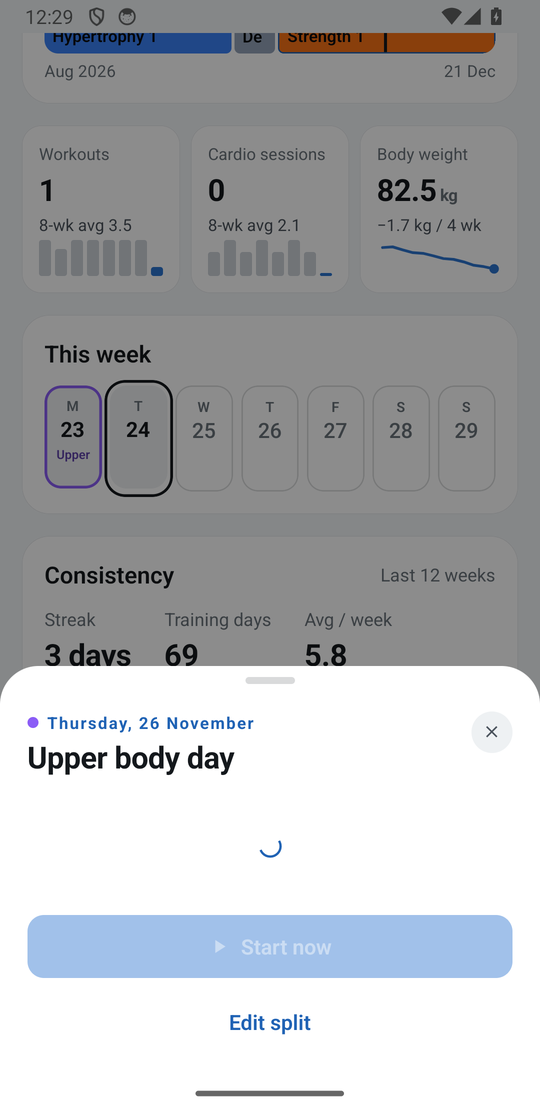 12:29
Hypertrophy 1
De
Strength 1
Aug 2026
21 Dec
Workouts
1
8-wk avg 3.5
Cardio sessions
0
8-wk avg 2.1
Body weight
82.5 kg
−1.7 kg / 4 wk
This week
M
23
Upper
T
24
W
25
T
26
F
27
S
28
S
29
Consistency
Last 12 weeks
Streak
Training days
Avg / week
3 days
69
5.8
Thursday, 26 November
Upper body day
Start now
Edit split